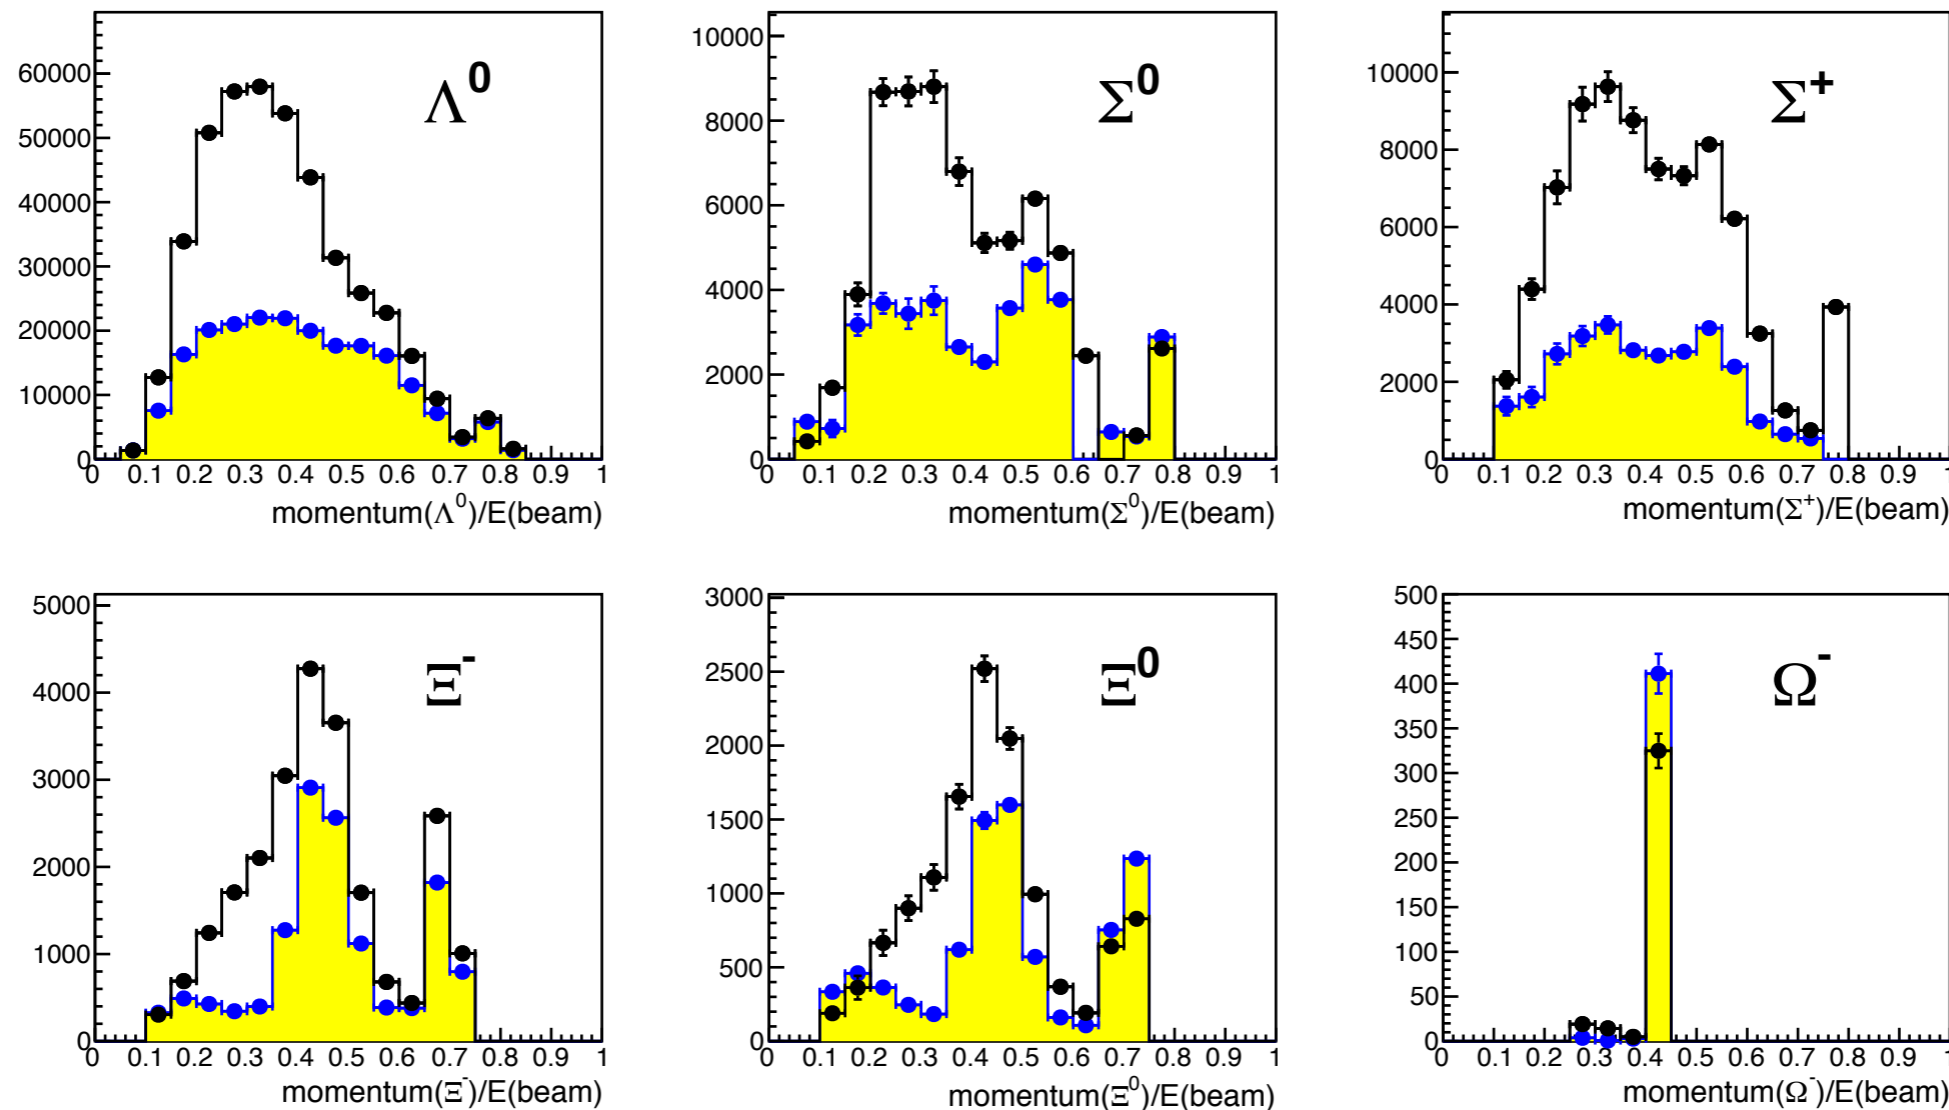 Λ⁰
60000
50000
40000
30000
20000
10000
0
0 0.1 0.2 0.3 0.4 0.5 0.6 0.7 0.8 0.9 1
momentum(Λ⁰)/E(beam)
Σ⁰
10000
8000
6000
4000
2000
0
0 0.1 0.2 0.3 0.4 0.5 0.6 0.7 0.8 0.9 1
momentum(Σ⁰)/E(beam)
Σ⁺
10000
8000
6000
4000
2000
0
0 0.1 0.2 0.3 0.4 0.5 0.6 0.7 0.8 0.9 1
momentum(Σ⁺)/E(beam)
Ξ⁻
5000
4000
3000
2000
1000
0
0 0.1 0.2 0.3 0.4 0.5 0.6 0.7 0.8 0.9 1
momentum(Ξ⁻)/E(beam)
Ξ⁰
3000
2500
2000
1500
1000
500
0
0 0.1 0.2 0.3 0.4 0.5 0.6 0.7 0.8 0.9 1
momentum(Ξ⁰)/E(beam)
Ω⁻
500
450
400
350
300
250
200
150
100
50
0
0 0.1 0.2 0.3 0.4 0.5 0.6 0.7 0.8 0.9 1
momentum(Ω⁻)/E(beam)